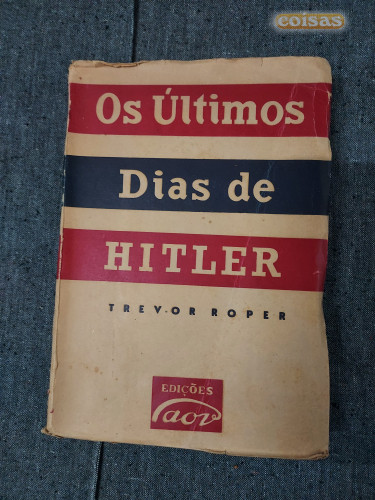 coisas
Os Últimos
Dias de
HITLER
TREVOR ROPER
EDIÇÕES
aov